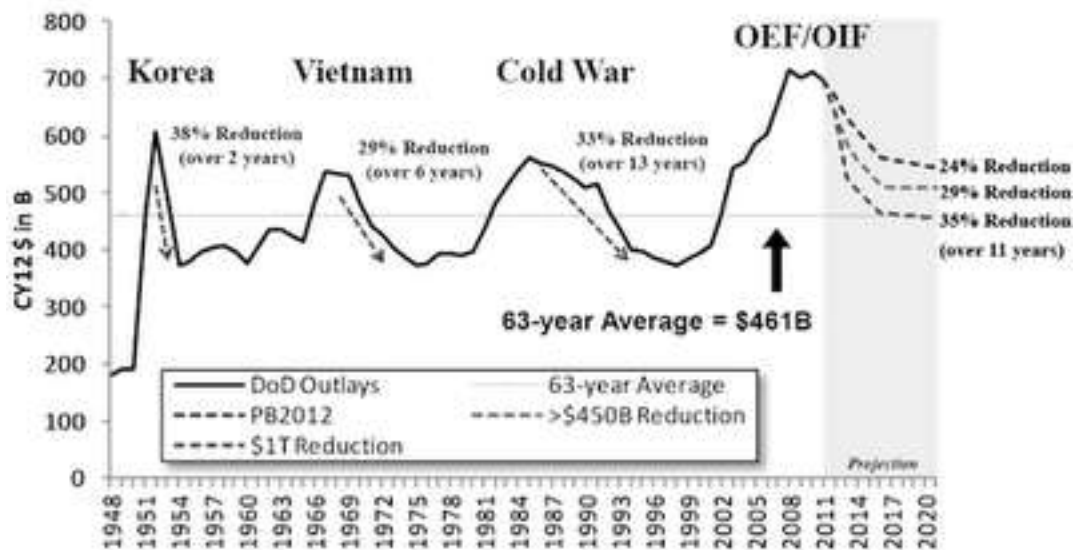 800
700
600
500
400
300
200
100
0
CY12 $ in B
Korea
Vietnam
Cold War
OEF/OIF
38% Reduction
(over 2 years)
29% Reduction
(over 6 years)
33% Reduction
(over 13 years)
24% Reduction
29% Reduction
35% Reduction
(over 11 years)
63-year Average = $461B
DoD Outlays
63-year Average
PB2012
>$450B Reduction
$1T Reduction
Projection
1948
1951
1954
1957
1960
1963
1966
1969
1972
1975
1978
1981
1984
1987
1990
1993
1996
1999
2002
2005
2008
2011
2014
2017
2020